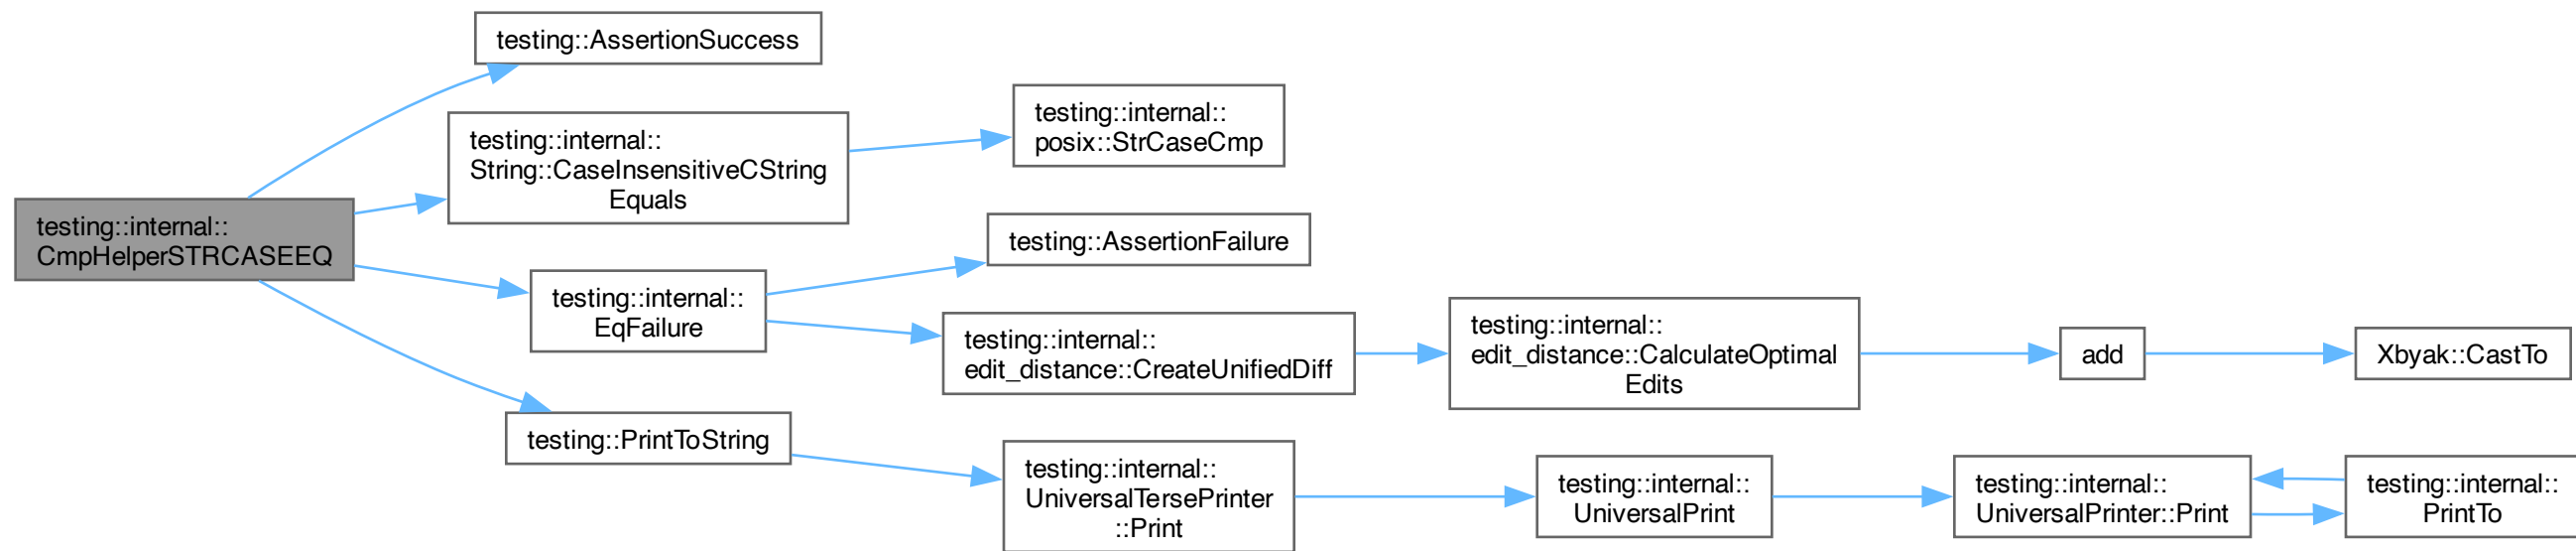 testing::AssertionSuccess
testing::internal::
posix::StrCaseCmp
testing::internal::
String::CaseInsensitiveCString
Equals
testing::internal::
CmpHelperSTRCASEEQ
testing::AssertionFailure
testing::internal::
EqFailure
testing::internal::
edit_distance::CreateUnifiedDiff
testing::internal::
edit_distance::CalculateOptimal
Edits
add
Xbyak::CastTo
testing::PrintToString
testing::internal::
UniversalTersePrinter
::Print
testing::internal::
UniversalPrint
testing::internal::
UniversalPrinter::Print
testing::internal::
PrintTo